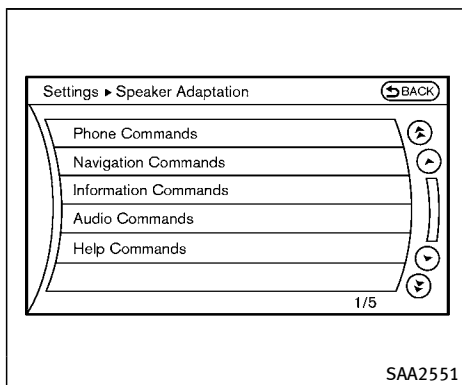 Settings ▸ Speaker Adaptation
BACK
Phone Commands
Navigation Commands
Information Commands
Audio Commands
Help Commands
1/5
SAA2551